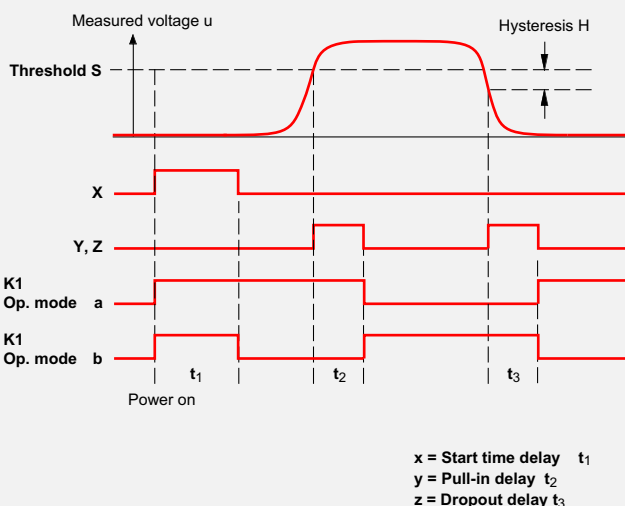 Measured voltage u
Hysteresis H
Threshold S
X
Y, Z
K1
Op. mode a
K1
Op. mode b
t1 t2 t3
Power on
x = Start time delay t1
y = Pull-in delay t2
z = Dropout delay t3